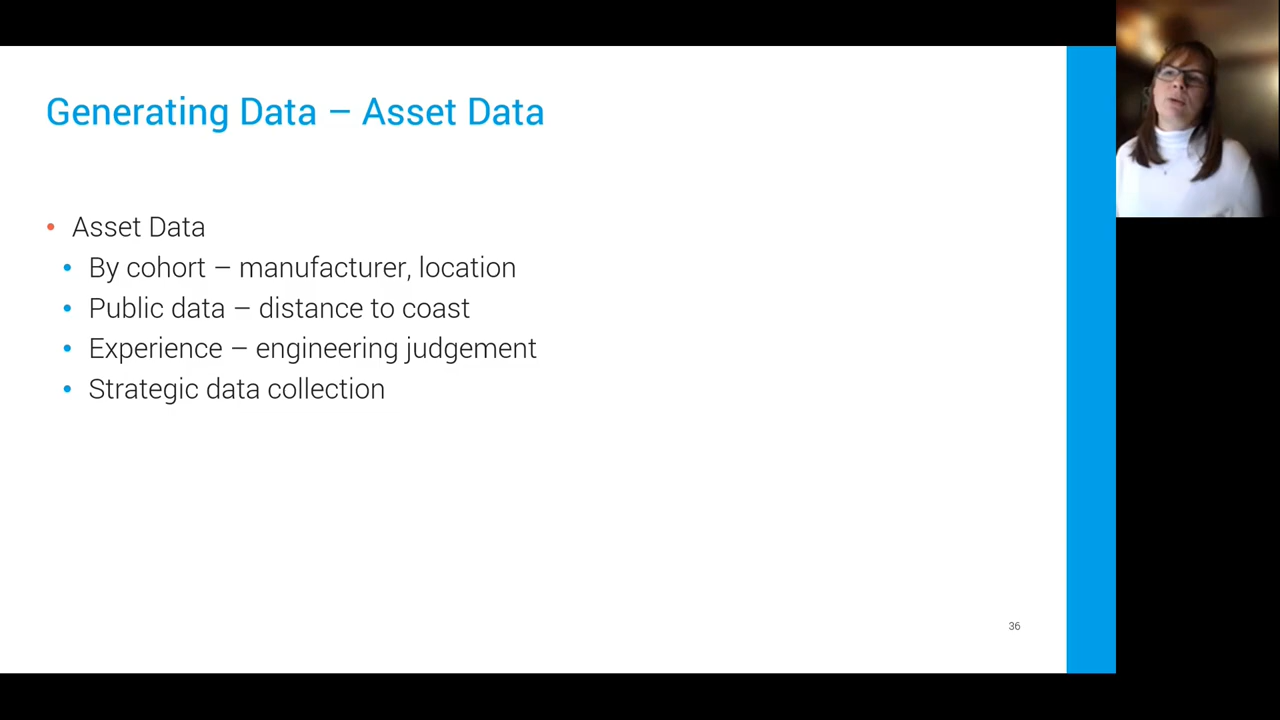 Generating Data – Asset Data
• Asset Data
• By cohort – manufacturer, location
• Public data – distance to coast
• Experience – engineering judgement
• Strategic data collection
36